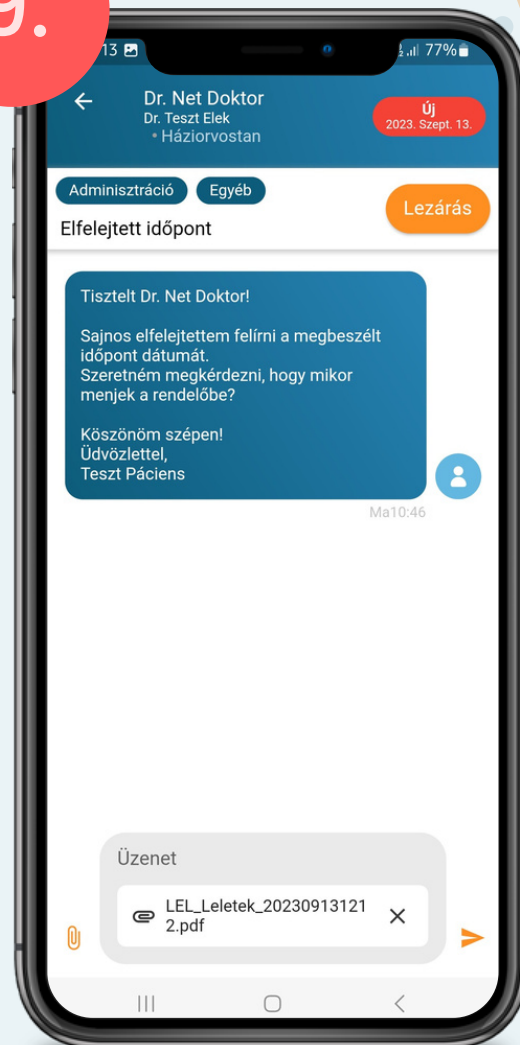 9.
13
77%
Dr. Net Doktor
Dr. Teszt Elek
• Háziorvostan
Új
2023. Szept. 13.
Adminisztráció
Egyéb
Lezárás
Elfelejtett időpont
Tisztelt Dr. Net Doktor!
Sajnos elfelejtettem felírni a megbeszélt
időpont dátumát.
Szeretném megkérdezni, hogy mikor
menjek a rendelőbe?
Köszönöm szépen!
Üdvözlettel,
Teszt Páciens
Ma10:46
Üzenet
LEL_Leletek_20230913121
2.pdf